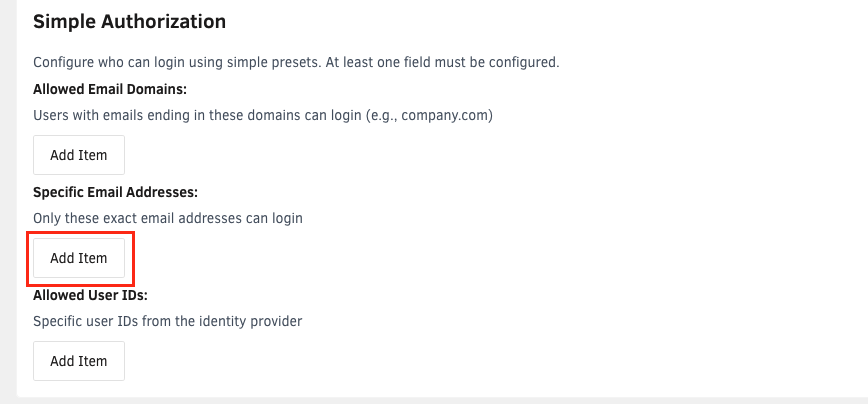 Simple Authorization
Configure who can login using simple presets. At least one field must be configured.
Allowed Email Domains:
Users with emails ending in these domains can login (e.g., company.com)
Add Item
Specific Email Addresses:
Only these exact email addresses can login
Add Item
Allowed User IDs:
Specific user IDs from the identity provider
Add Item